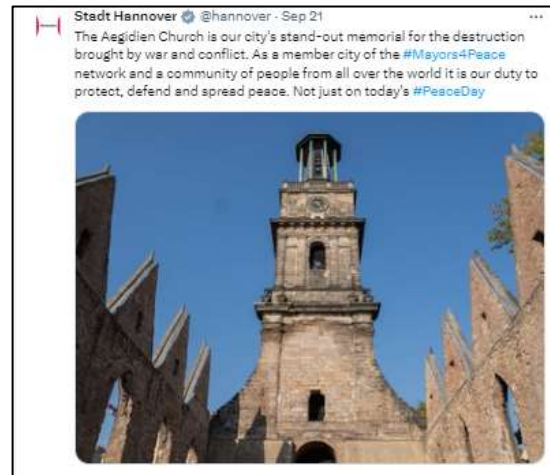 Stadt Hannover @hannover · Sep 21
The Aegidien Church is our city's stand-out memorial for the destruction
brought by war and conflict. As a member city of the #Mayors4Peace
network and a community of people from all over the world it is our duty to
protect, defend and spread peace. Not just on today's #PeaceDay